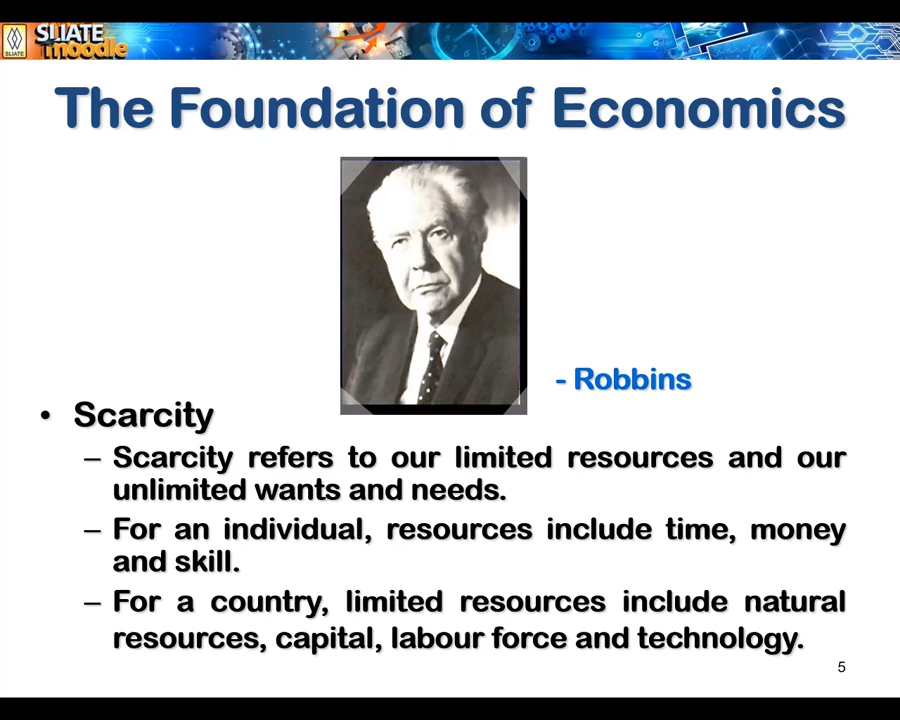 SLIATE
SLIATE
moodle
The Foundation of Economics
- Robbins
• Scarcity
– Scarcity refers to our limited resources and our
unlimited wants and needs.
– For an individual, resources include time, money
and skill.
– For a country, limited resources include natural
resources, capital, labour force and technology.
5